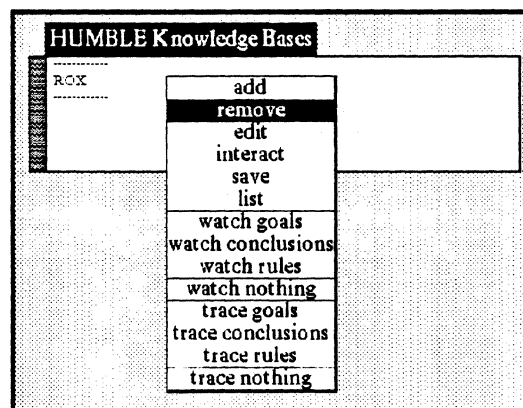 HUMBLE Knowledge Bases
ROX
add
remove
edit
interact
save
list
watch goals
watch conclusions
watch rules
watch nothing
trace goals
trace conclusions
trace rules
trace nothing